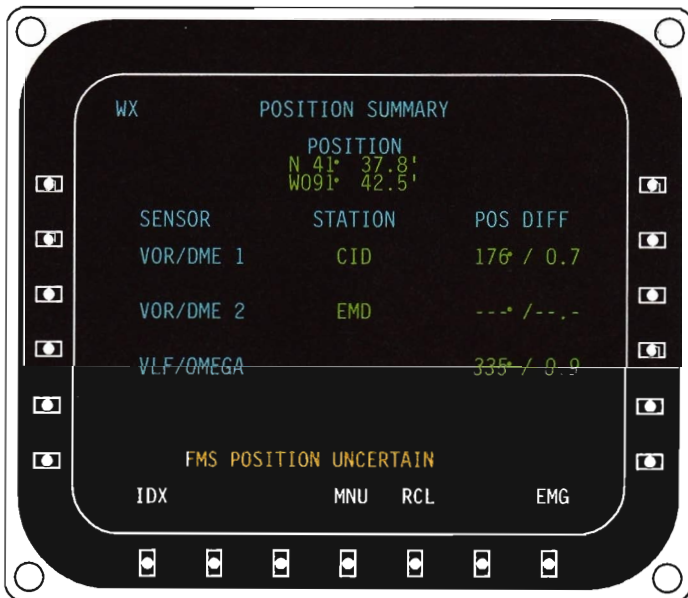 WX POSITION SUMMARY
POSITION
N 41° 37.8'
W091° 42.5'
SENSOR STATION POS DIFF
VOR/DME 1 CID 176° / 0.7
VOR/DME 2 EMD ---° /--.-
VLF/OMEGA 335° / 0.9
FMS POSITION UNCERTAIN
IDX MNU RCL EMG